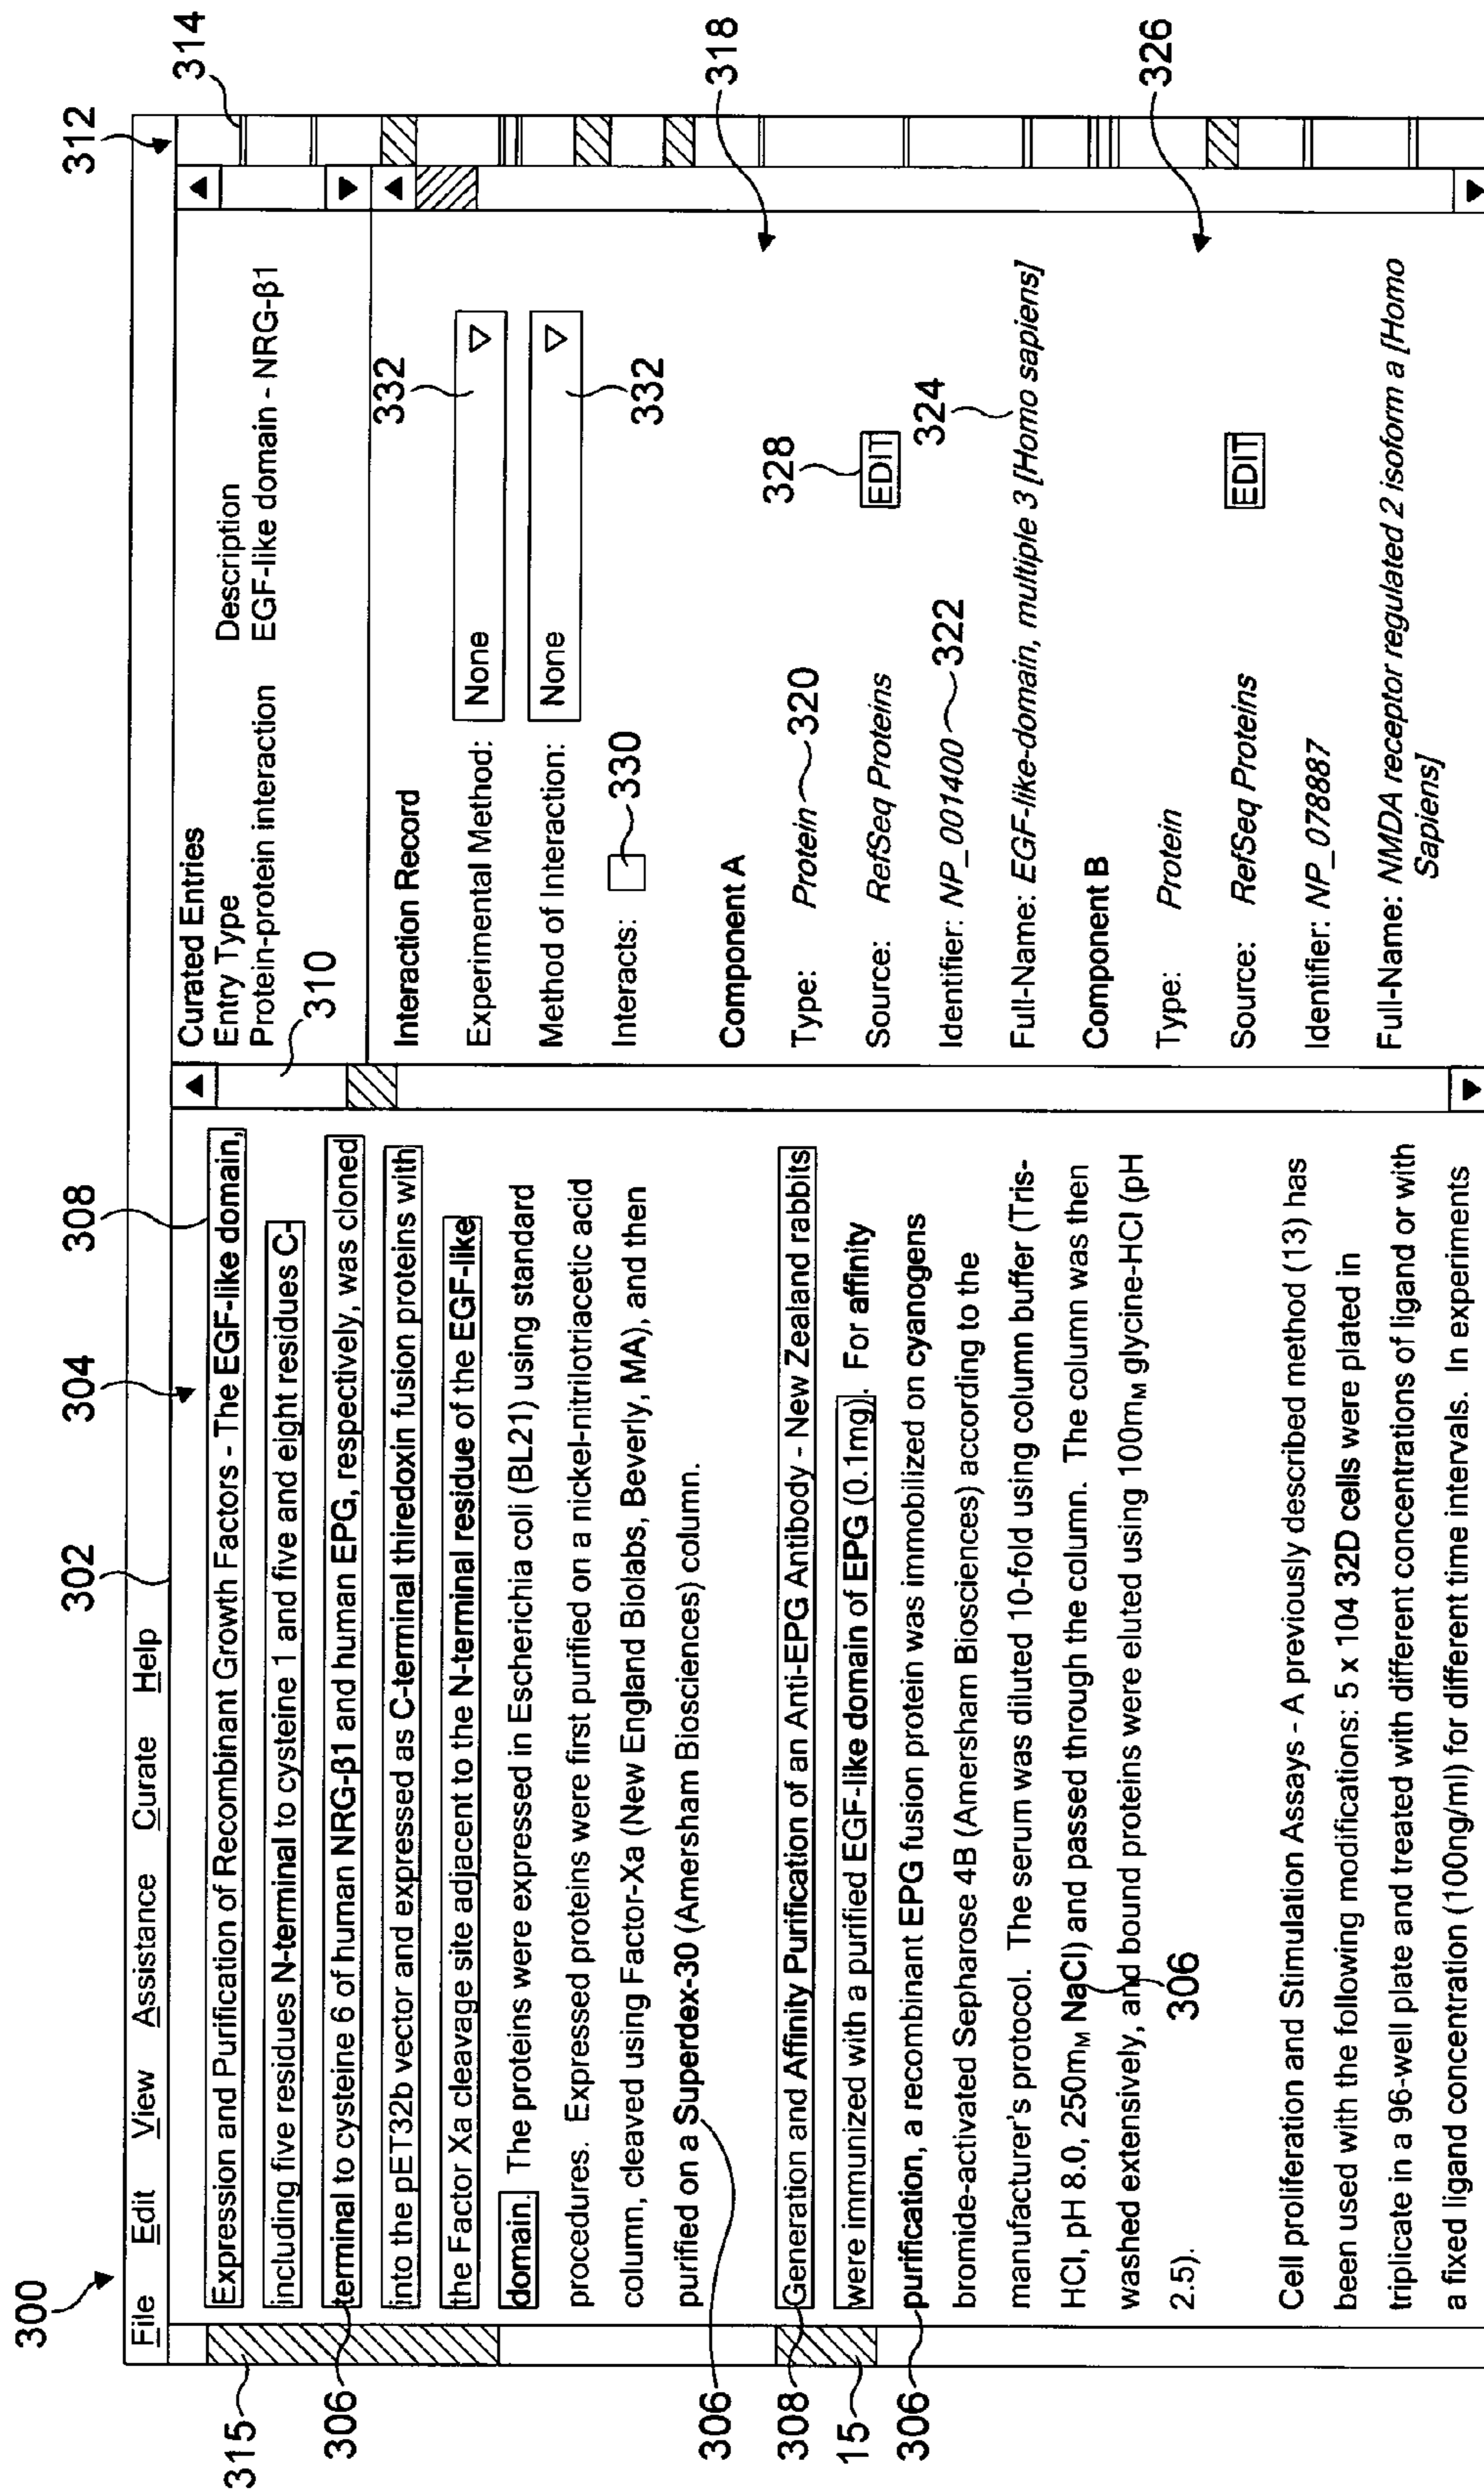 300
302
304
308
312
314
File Edit View Assistance Curate Help
315
Expression and Purification of Recombinant Growth Factors - The EGF-like domain,
including five residues N-terminal to cysteine 1 and five and eight residues C-
306
terminal to cysteine 6 of human NRG-β1 and human EPG, respectively, was cloned
into the pET32b vector and expressed as C-terminal thiredoxin fusion proteins with
the Factor Xa cleavage site adjacent to the N-terminal residue of the EGF-like
domain. The proteins were expressed in Escherichia coli (BL21) using standard
procedures. Expressed proteins were first purified on a nickel-nitrilotriacetic acid
column, cleaved using Factor-Xa (New England Biolabs, Beverly, MA), and then
purified on a Superdex-30 (Amersham Biosciences) column.
306
308
Generation and Affinity Purification of an Anti-EPG Antibody - New Zealand rabbits
15
were immunized with a purified EGF-like domain of EPG (0.1mg). For affinity
306
purification, a recombinant EPG fusion protein was immobilized on cyanogens
bromide-activated Sepharose 4B (Amersham Biosciences) according to the
manufacturer's protocol. The serum was diluted 10-fold using column buffer (Tris-
HCl, pH 8.0, 250mM NaCl) and passed through the column. The column was then
washed extensively, and bound proteins were eluted using 100mM glycine-HCl (pH
2.5).
306
Cell proliferation and Stimulation Assays - A previously described method (13) has
been used with the following modifications: 5 x 104 32D cells were plated in
triplicate in a 96-well plate and treated with different concentrations of ligand or with
a fixed ligand concentration (100ng/ml) for different time intervals. In experiments
310
Curated Entries
Entry Type Description
Protein-protein interaction EGF-like domain - NRG-β1
Interaction Record
332
Experimental Method: None
Method of Interaction: None
332
Interacts: 330
318
Component A
328
Type: Protein 320
Source: RefSeq Proteins EDIT
Identifier: NP_001400 322
324
Full-Name: EGF-like-domain, multiple 3 [Homo sapiens]
Component B
326
Type: Protein
Source: RefSeq Proteins EDIT
Identifier: NP_078887
Full-Name: NMDA receptor regulated 2 isoform a [Homo
Sapiens]